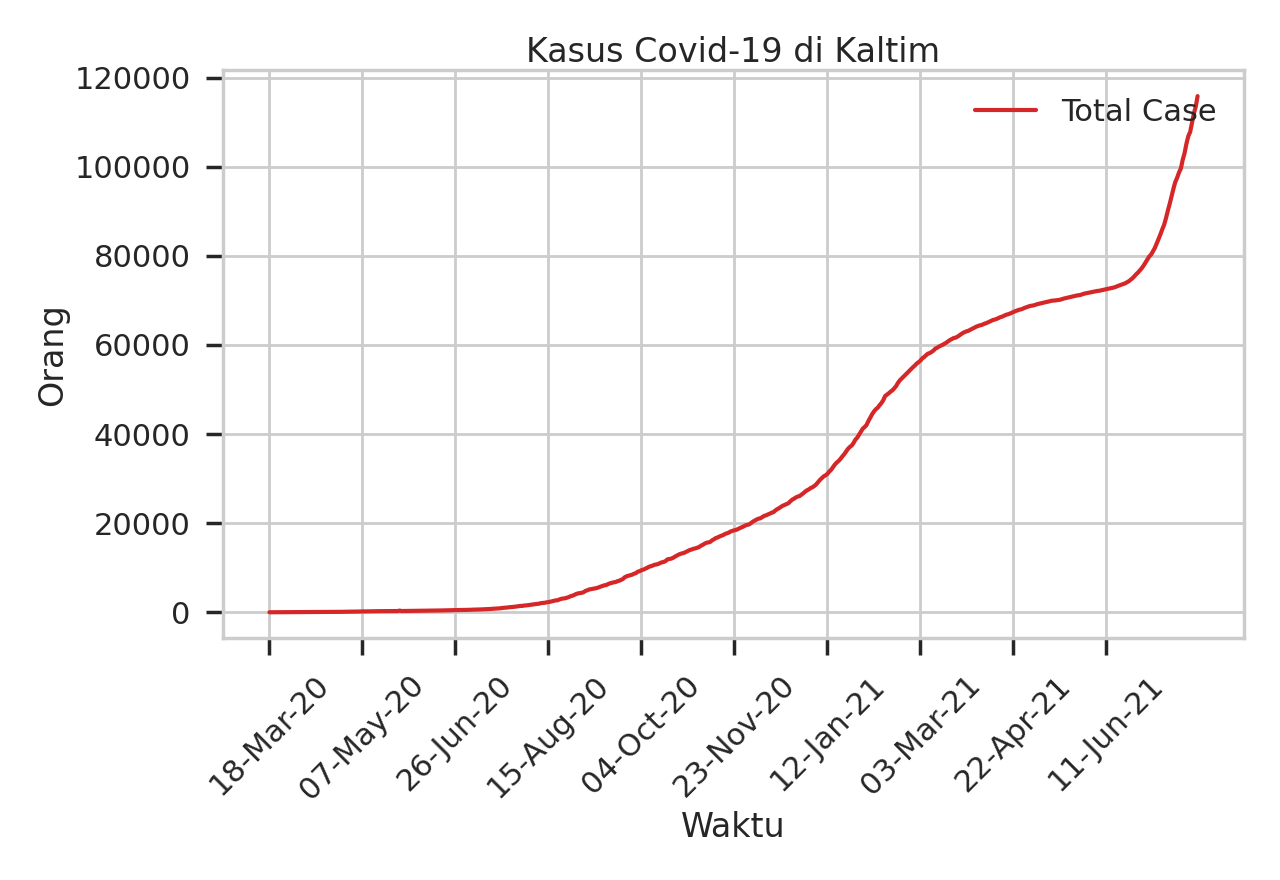 Kasus Covid-19 di Kaltim
Total Case
120000
100000
80000
60000
40000
20000
0
Orang
18-Mar-20
07-May-20
26-Jun-20
15-Aug-20
04-Oct-20
23-Nov-20
12-Jan-21
03-Mar-21
22-Apr-21
11-Jun-21
Waktu